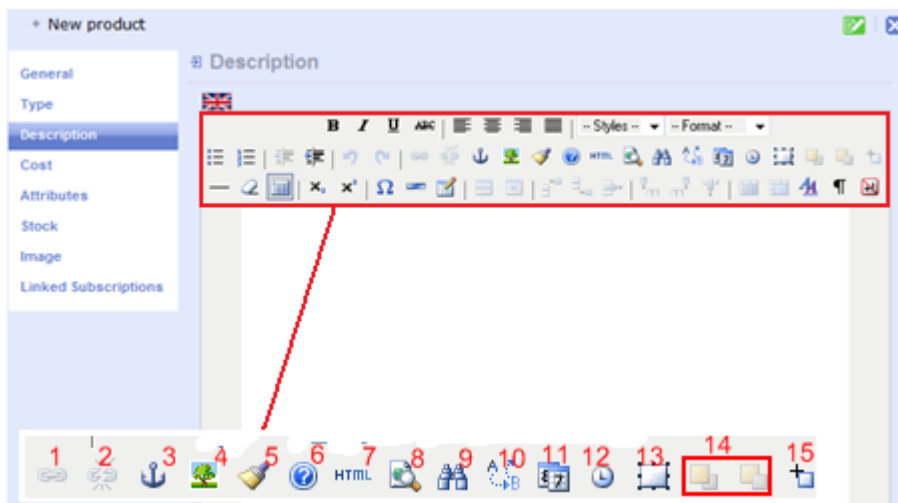 New product
General
Type
Description
Cost
Attributes
Stock
Image
Linked Subscriptions
Description
B I U ABC -- Styles -- -- Format --
HTML
1 2 3 4 5 6 7 8 9 10 11 12 13 14 15
HTML A B 7